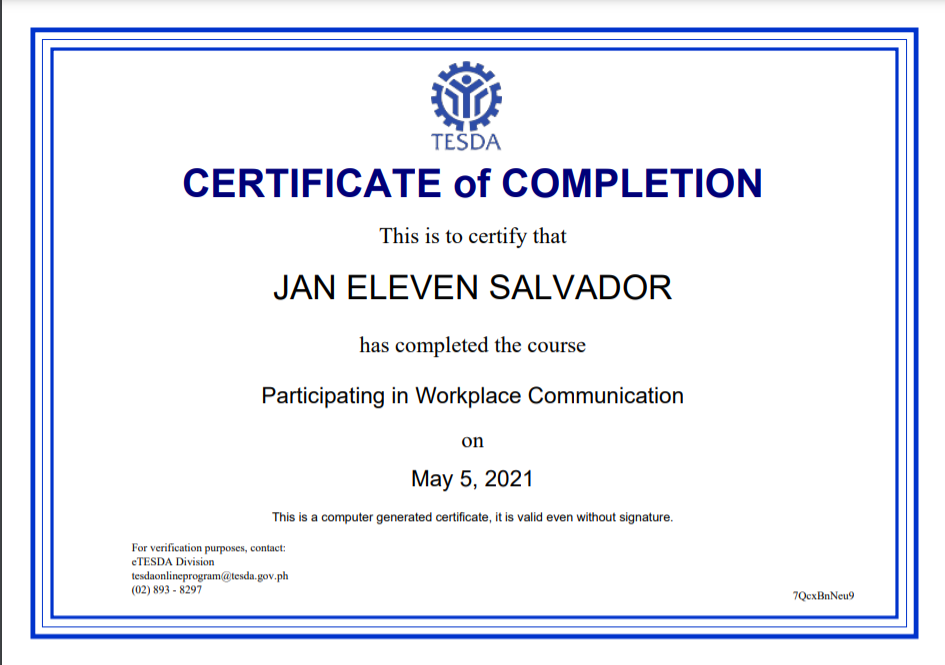 TESDA
CERTIFICATE of COMPLETION
This is to certify that
JAN ELEVEN SALVADOR
has completed the course
Participating in Workplace Communication
on
May 5, 2021
This is a computer generated certificate, it is valid even without signature.
For verification purposes, contact:
eTESDA Division
tesdaonlineprogram@tesda.gov.ph
(02) 893 - 8297
7QcxBnNeu9